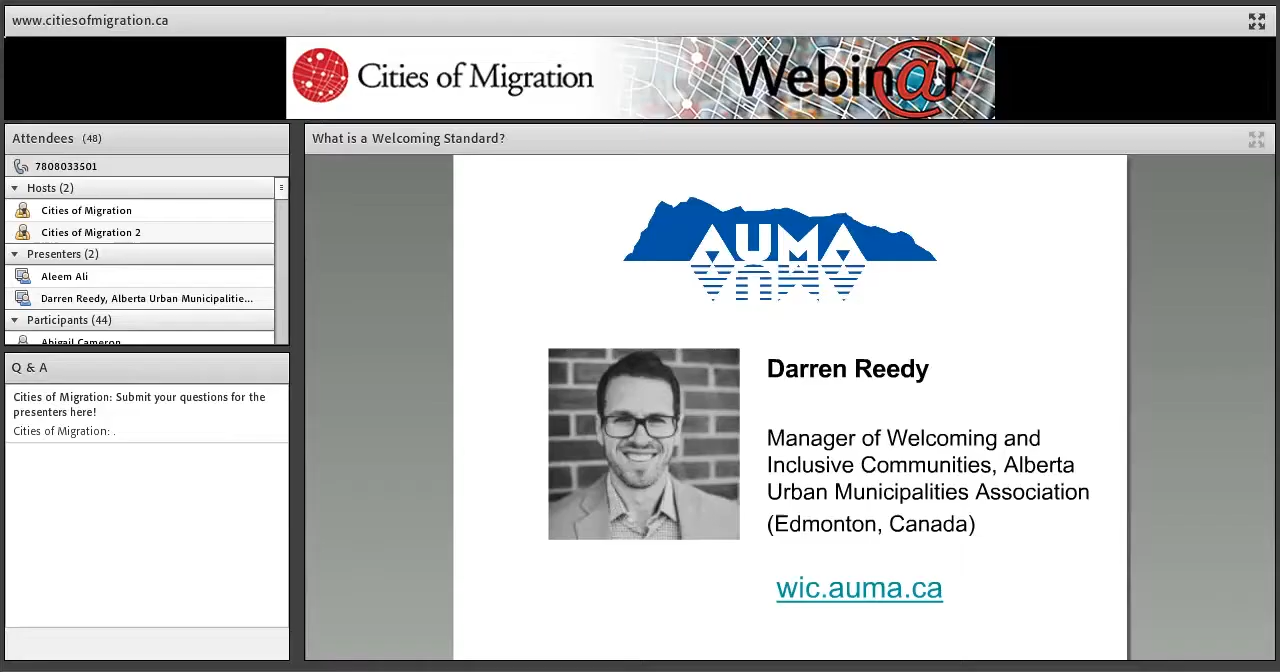 www.citiesofmigration.ca
Cities of Migration
Webin@r
Attendees (48)
7808033501
Hosts (2)
Cities of Migration
Cities of Migration 2
Presenters (2)
Aleem Ali
Darren Reedy, Alberta Urban Municipalitie...
Participants (44)
Abigail Cameron
Q & A
Cities of Migration: Submit your questions for the
presenters here!
Cities of Migration: .
What is a Welcoming Standard?
AUMA
Darren Reedy
Manager of Welcoming and
Inclusive Communities, Alberta
Urban Municipalities Association
(Edmonton, Canada)
wic.auma.ca